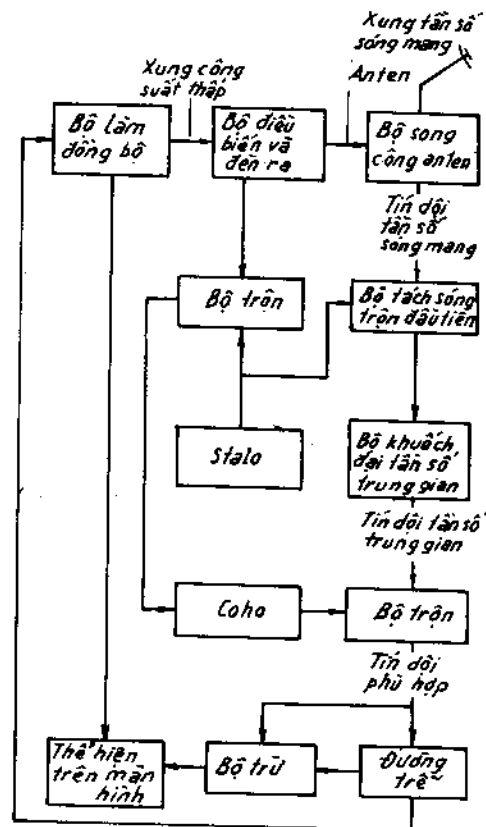 Xung tần số
sóng mang
Xung công
suất thấp
Anten
Bộ làm
đồng bộ
Bộ điều
biến và
đèn ra
Bộ song
công anten
Tín dội
tần số
sóng mang
Bộ trộn
Bộ tách sóng
trộn đầu tiên
Stalo
Bộ khuếch
đại tần số
trung gian
Tín dội tần số
trung gian
Coho
Bộ trộn
Tín dội
phù hợp
Thể hiện
trên màn
hình
Bộ trừ
Đường
trễ